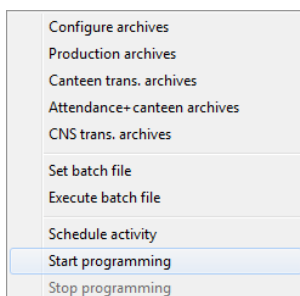 Configure archives
Production archives
Canteen trans. archives
Attendance+canteen archives
CNS trans. archives
Set batch file
Execute batch file
Schedule activity
Start programming
Stop programming